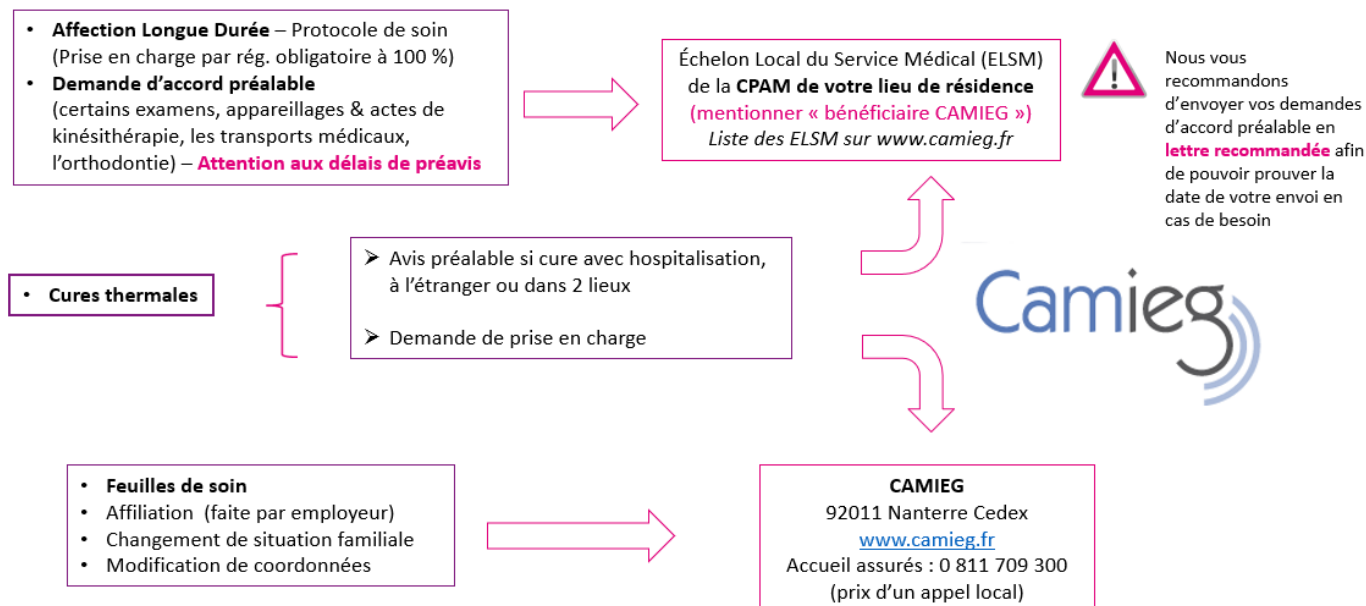 • Affection Longue Durée – Protocole de soin
(Prise en charge par rég. obligatoire à 100 %)
• Demande d’accord préalable
(certains examens, appareillages & actes de
kinésithérapie, les transports médicaux,
l’orthodontie) – Attention aux délais de préavis
Échelon Local du Service Médical (ELSM)
de la CPAM de votre lieu de résidence
(mentionner « bénéficiaire CAMIEG »)
Liste des ELSM sur www.camieg.fr
Nous vous
recommandons
d’envoyer vos demandes
d’accord préalable en
lettre recommandée afin
de pouvoir prouver la
date de votre envoi en
cas de besoin
• Cures thermales
➢ Avis préalable si cure avec hospitalisation,
à l’étranger ou dans 2 lieux
➢ Demande de prise en charge
Camieg
• Feuilles de soin
• Affiliation (faite par employeur)
• Changement de situation familiale
• Modification de coordonnées
CAMIEG
92011 Nanterre Cedex
www.camieg.fr
Accueil assurés : 0 811 709 300
(prix d’un appel local)